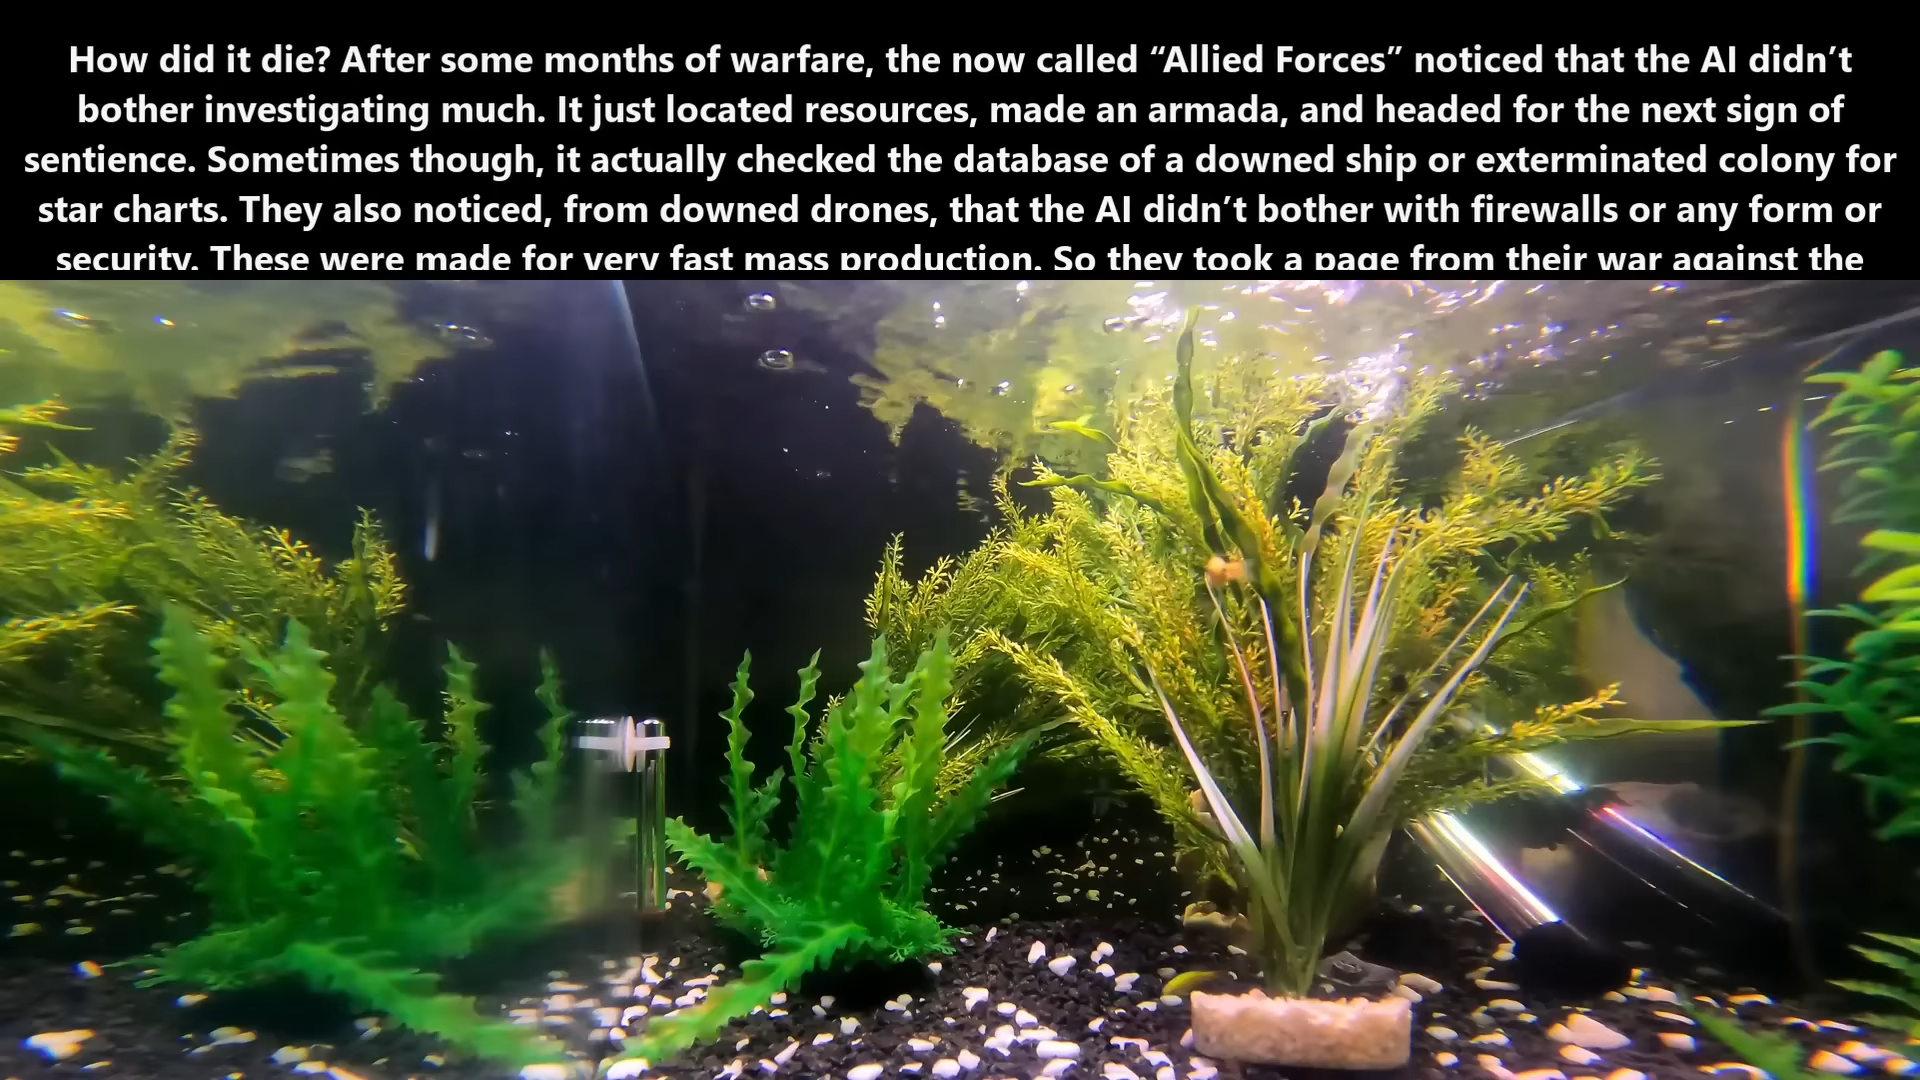 How did it die? After some months of warfare, the now called “Allied Forces” noticed that the AI didn’t
bother investigating much. It just located resources, made an armada, and headed for the next sign of
sentience. Sometimes though, it actually checked the database of a downed ship or exterminated colony for
star charts. They also noticed, from downed drones, that the AI didn’t bother with firewalls or any form or
security. These were made for very fast mass production. So they took a page from their war against the